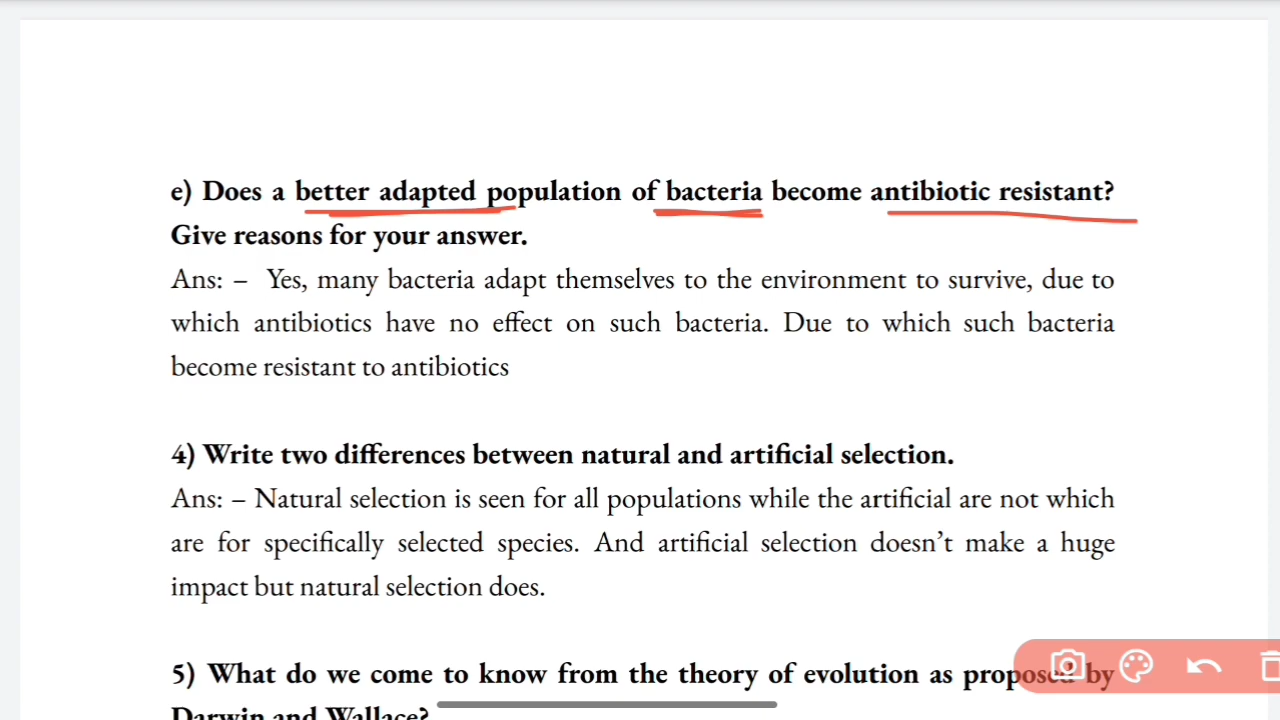 e) Does a better adapted population of bacteria become antibiotic resistant?
Give reasons for your answer.
Ans: – Yes, many bacteria adapt themselves to the environment to survive, due to
which antibiotics have no effect on such bacteria. Due to which such bacteria
become resistant to antibiotics
4) Write two differences between natural and artificial selection.
Ans: – Natural selection is seen for all populations while the artificial are not which
are for specifically selected species. And artificial selection doesn’t make a huge
impact but natural selection does.
5) What do we come to know from the theory of evolution as proposed by
Darwin and Wallace?